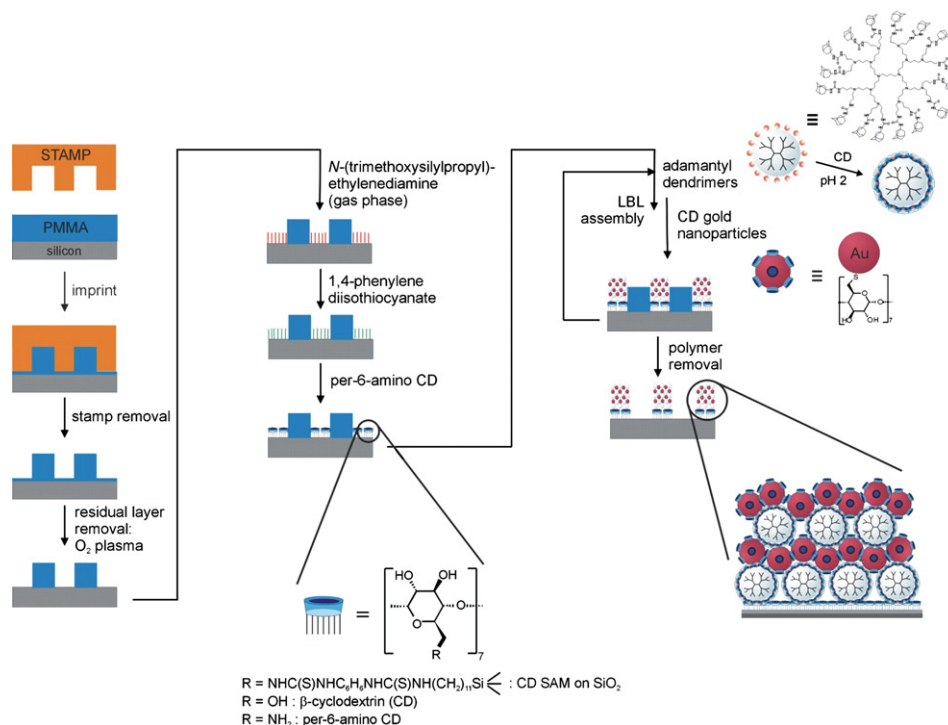 STAMP
PMMA
silicon
imprint
stamp removal
residual layer
removal:
O₂ plasma
N-(trimethoxysilylpropyl)-
ethylenediamine
(gas phase)
1,4-phenylene
diisothiocyanate
per-6-amino CD
HO
OH
O
O
R
7
R = NHC(S)NHC₆H₆NHC(S)NH(CH₂)₁₁Si : CD SAM on SiO₂
R = OH : β-cyclodextrin (CD)
R = NH₂ : per-6-amino CD
adamantyl
dendrimers
LBL
assembly
CD gold
nanoparticles
polymer
removal
≡
CD
pH 2
≡
Au
S
O
O
HO
OH
7